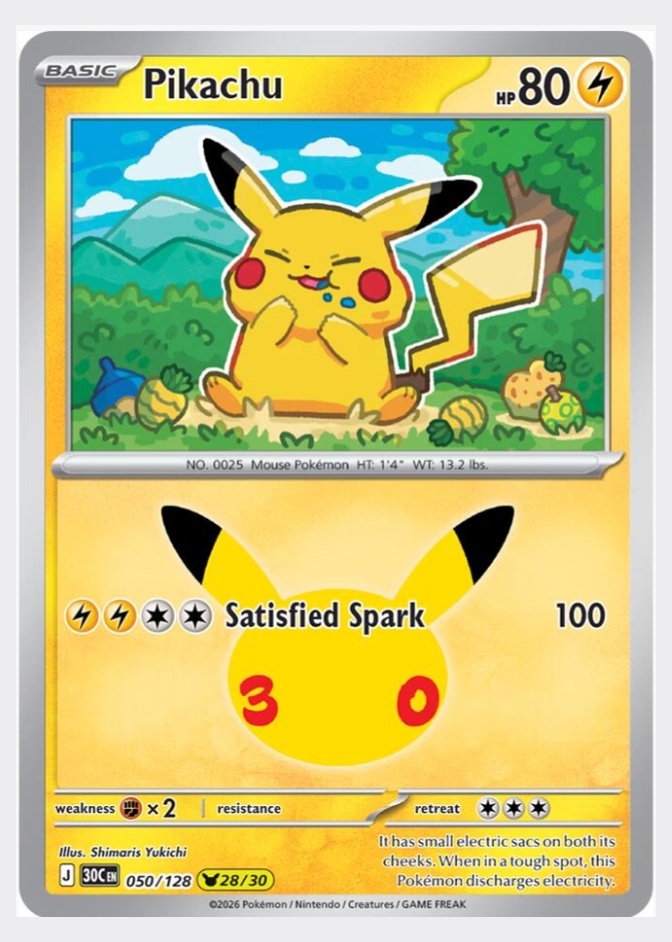 BASIC Pikachu HP 80
NO. 0025 Mouse Pokémon HT: 1'4" WT: 13.2 lbs.
Satisfied Spark 100
3 0
weakness ×2 resistance retreat
Illus. Shimaris Yukichi
J 30C EN 050/128 28/30
It has small electric sacs on both its
cheeks. When in a tough spot, this
Pokémon discharges electricity.
©2026 Pokémon / Nintendo / Creatures / GAME FREAK